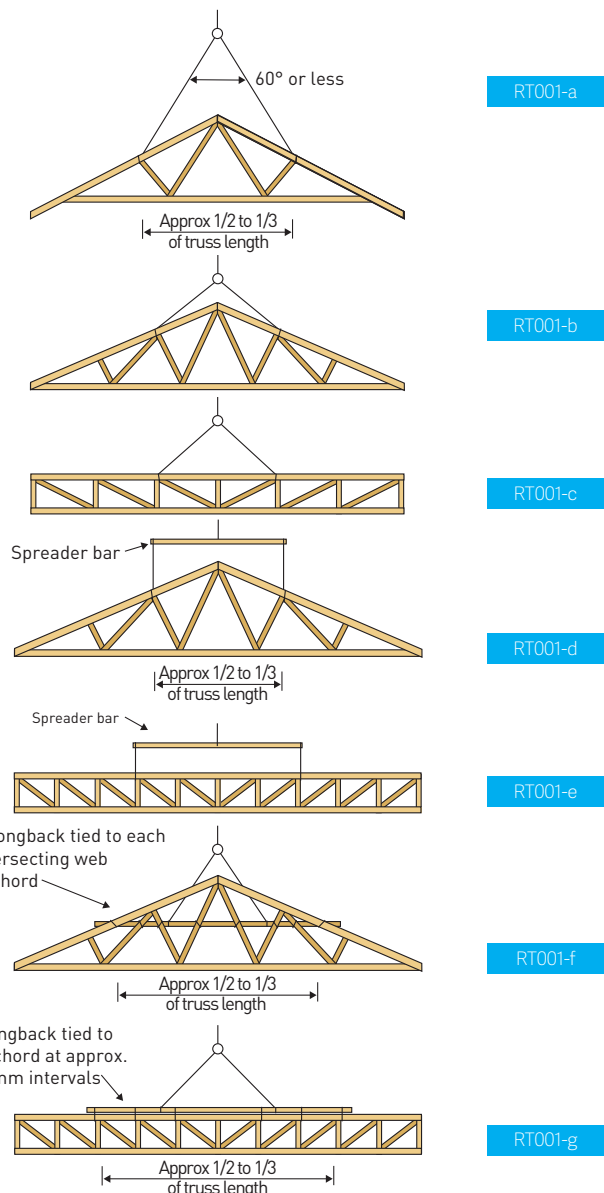 60° or less
RT001-a
Approx 1/2 to 1/3
of truss length
RT001-b
RT001-c
Spreader bar
RT001-d
Approx 1/2 to 1/3
of truss length
Spreader bar
RT001-e
ongback tied to each
ersecting web
hord
RT001-f
Approx 1/2 to 1/3
of truss length
ngback tied to
chord at approx.
mm intervals
RT001-g
Approx 1/2 to 1/3
of truss length